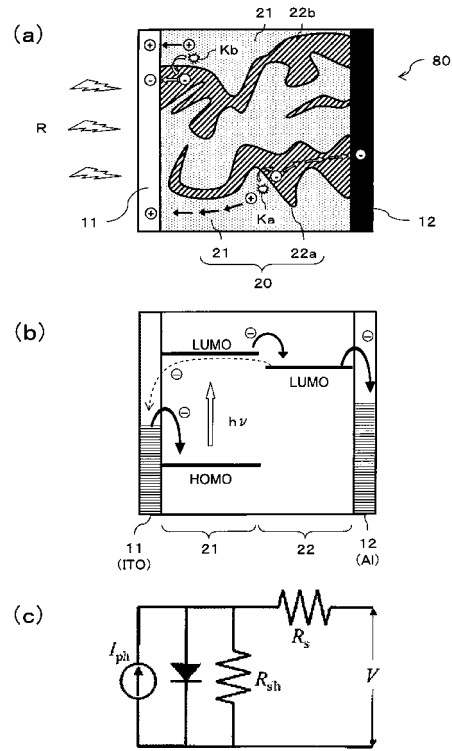 (a)
21
22b
Kb
80
R
Ka
11
21
22a
12
20
(b)
LUMO
LUMO
hν
HOMO
11
(ITO)
21
22
12
(Al)
(c)
Iph
Rsh
Rs
V